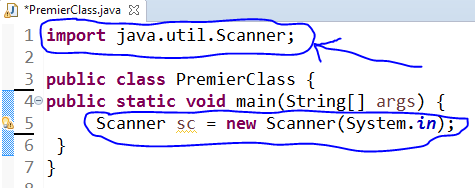 *PremierClass.java
1 import java.util.Scanner;
2
3 public class PremierClass {
4 public static void main(String[] args) {
5 Scanner sc = new Scanner(System.in);
6 }
7 }